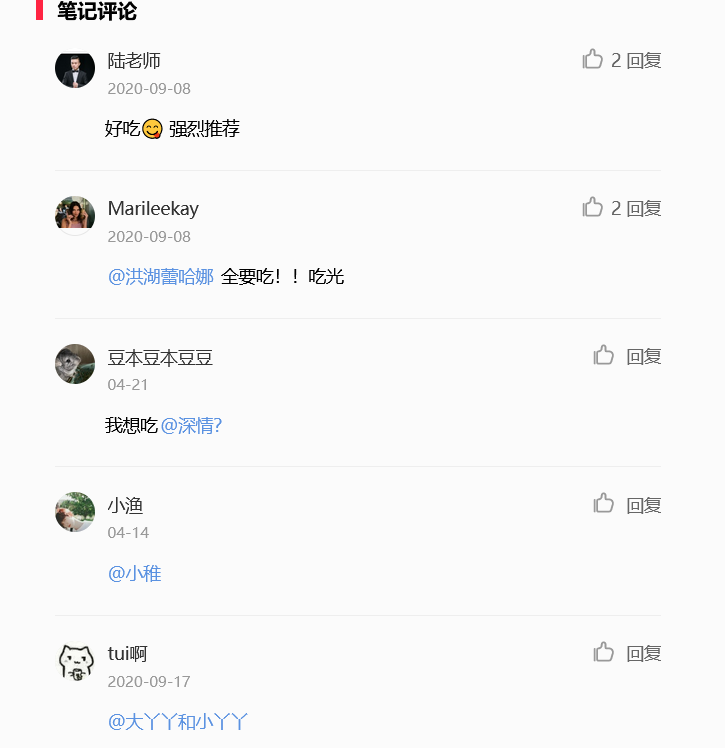 笔记评论
陆老师
2 回复
2020-09-08
好吃😋 强烈推荐
Marileekay
2 回复
2020-09-08
@洪湖蕾哈娜 全要吃！！吃光
豆本豆本豆豆
回复
04-21
我想吃@深情?
小渔
回复
04-14
@小稚
tui啊
回复
2020-09-17
@大丫丫和小丫丫